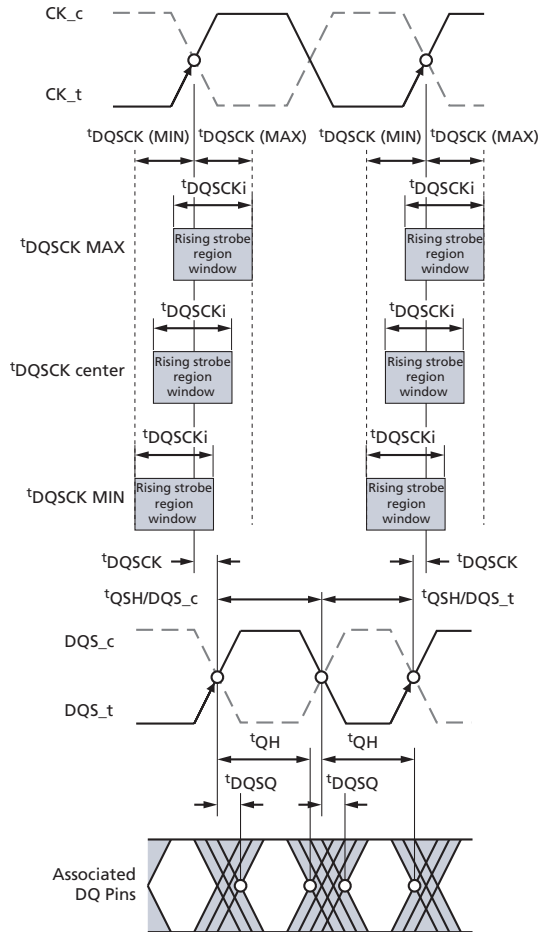 CK_c
CK_t
tDQSCK (MIN) tDQSCK (MAX) tDQSCK (MIN) tDQSCK (MAX)
tDQSCKi tDQSCKi
tDQSCK MAX
Rising strobe
region
window
Rising strobe
region
window
tDQSCKi tDQSCKi
tDQSCK center
Rising strobe
region
window
Rising strobe
region
window
tDQSCKi tDQSCKi
tDQSCK MIN
Rising strobe
region
window
Rising strobe
region
window
tDQSCK tDQSCK
tQSH/DQS_c tQSH/DQS_t
DQS_c
DQS_t
tQH tQH
tDQSQ tDQSQ
Associated
DQ Pins